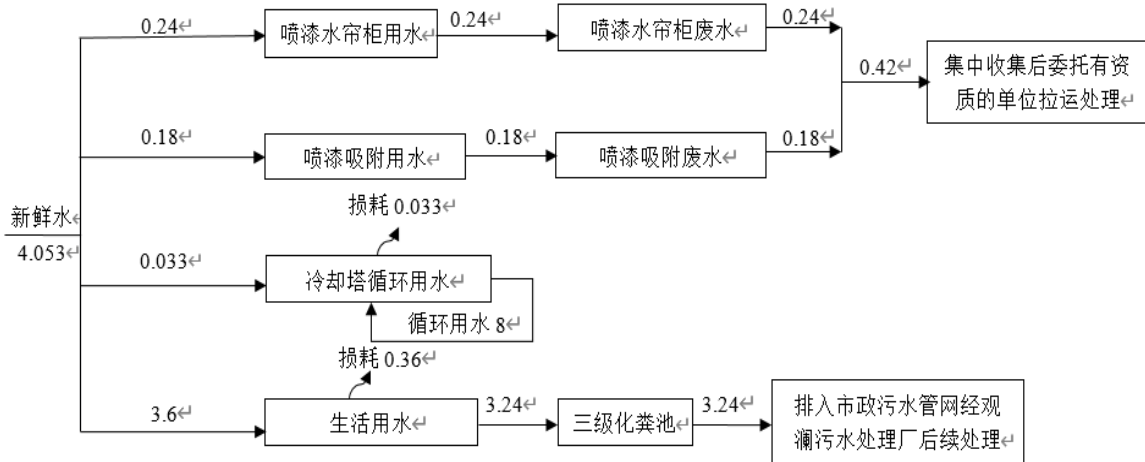 0.24↵
喷漆水帘柜用水↵
0.24↵
喷漆水帘柜废水↵
0.24↵
0.42↵
集中收集后委托有资
质的单位拉运处理↵
0.18↵
喷漆吸附用水↵
0.18↵
喷漆吸附废水↵
0.18↵
新鲜水↵
4.053↵
损耗 0.033↵
0.033↵
冷却塔循环用水↵
循环用水 8↵
损耗 0.36↵
3.6↵
生活用水↵
3.24↵
三级化粪池↵
3.24↵
排入市政污水管网经观
澜污水处理厂后续处理↵